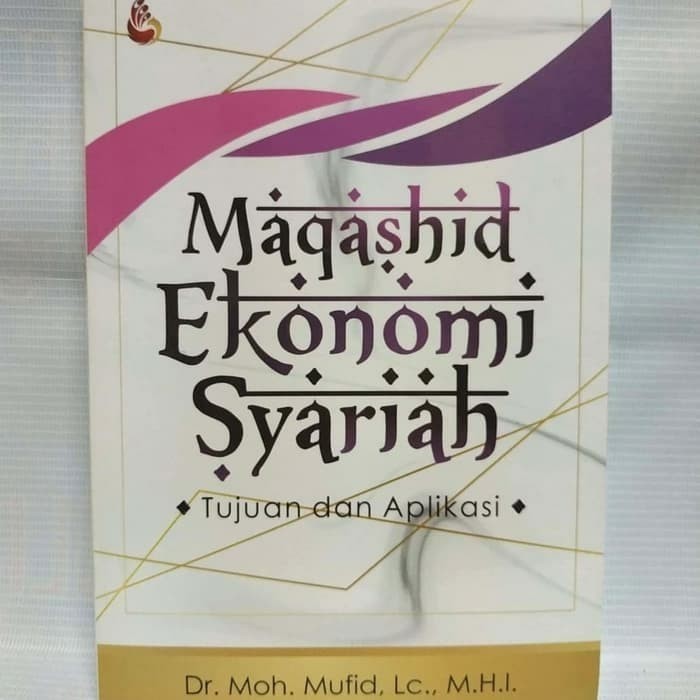 Maqashid
Ekonomi
Syariah
Tujuan dan Aplikasi
Dr. Moh. Mufid, Lc., M.H.I.